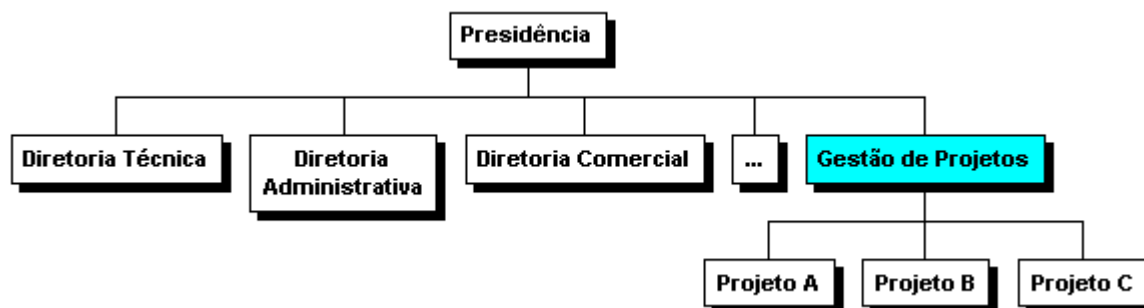 Presidência
Diretoria Técnica
Diretoria
Administrativa
Diretoria Comercial
...
Gestão de Projetos
Projeto A
Projeto B
Projeto C